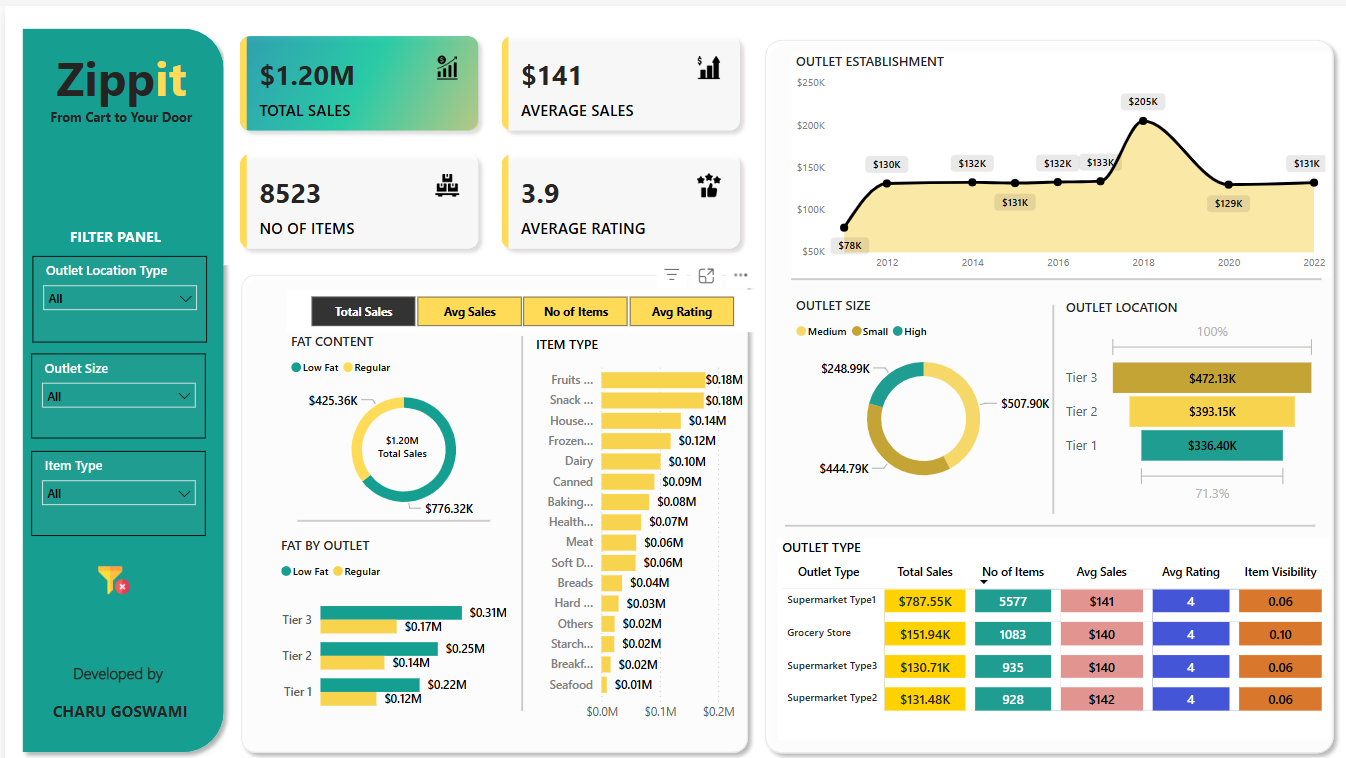 Zippit
From Cart to Your Door
FILTER PANEL
Outlet Location Type
All
Outlet Size
All
Item Type
All
Developed by
CHARU GOSWAMI
$1.20M
TOTAL SALES
$141
AVERAGE SALES
8523
NO OF ITEMS
3.9
AVERAGE RATING
Total Sales Avg Sales No of Items Avg Rating
FAT CONTENT
Low Fat Regular
$425.36K
$1.20M
Total Sales
$776.32K
FAT BY OUTLET
Low Fat Regular
Tier 3 $0.31M
$0.17M
Tier 2 $0.25M
$0.14M
Tier 1 $0.22M
$0.12M
ITEM TYPE
Fruits ... $0.18M
Snack ... $0.18M
House... $0.14M
Frozen... $0.12M
Dairy $0.10M
Canned $0.09M
Baking... $0.08M
Health... $0.07M
Meat $0.06M
Soft D... $0.06M
Breads $0.04M
Hard ... $0.03M
Others $0.02M
Starch... $0.02M
Breakf... $0.02M
Seafood $0.01M
$0.0M $0.1M $0.2M
OUTLET ESTABLISHMENT
$250K
$200K
$150K
$100K
$50K
$78K
$130K
$132K
$131K
$132K
$133K
$205K
$129K
$131K
2012 2014 2016 2018 2020 2022
OUTLET SIZE
Medium Small High
$248.99K
$507.90K
$444.79K
OUTLET LOCATION
100%
Tier 3 $472.13K
Tier 2 $393.15K
Tier 1 $336.40K
71.3%
OUTLET TYPE
Outlet Type Total Sales No of Items Avg Sales Avg Rating Item Visibility
Supermarket Type1 $787.55K 5577 $141 4 0.06
Grocery Store $151.94K 1083 $140 4 0.10
Supermarket Type3 $130.71K 935 $140 4 0.06
Supermarket Type2 $131.48K 928 $142 4 0.06